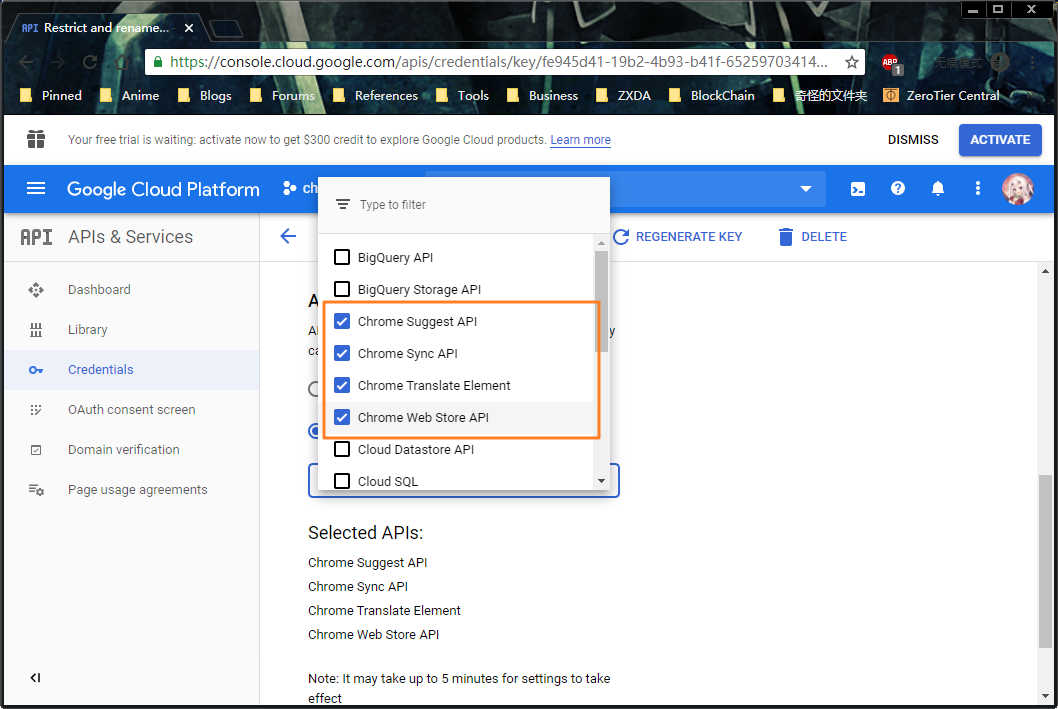 API Restrict and rename...
https://console.cloud.google.com/apis/credentials/key/fe945d41-19b2-4b93-b41f-65259703414...
ABP 1
无痕模式
Pinned Anime Blogs Forums References Tools Business ZXDA BlockChain 奇怪的文件夹 ZeroTier Central
Your free trial is waiting: activate now to get $300 credit to explore Google Cloud products. Learn more
DISMISS
ACTIVATE
Google Cloud Platform
ch
API APIs & Services
REGENERATE KEY
DELETE
Dashboard
Library
Credentials
OAuth consent screen
Domain verification
Page usage agreements
Type to filter
BigQuery API
BigQuery Storage API
Chrome Suggest API
Chrome Sync API
Chrome Translate Element
Chrome Web Store API
Cloud Datastore API
Cloud SQL
Selected APIs:
Chrome Suggest API
Chrome Sync API
Chrome Translate Element
Chrome Web Store API
Note: It may take up to 5 minutes for settings to take
effect